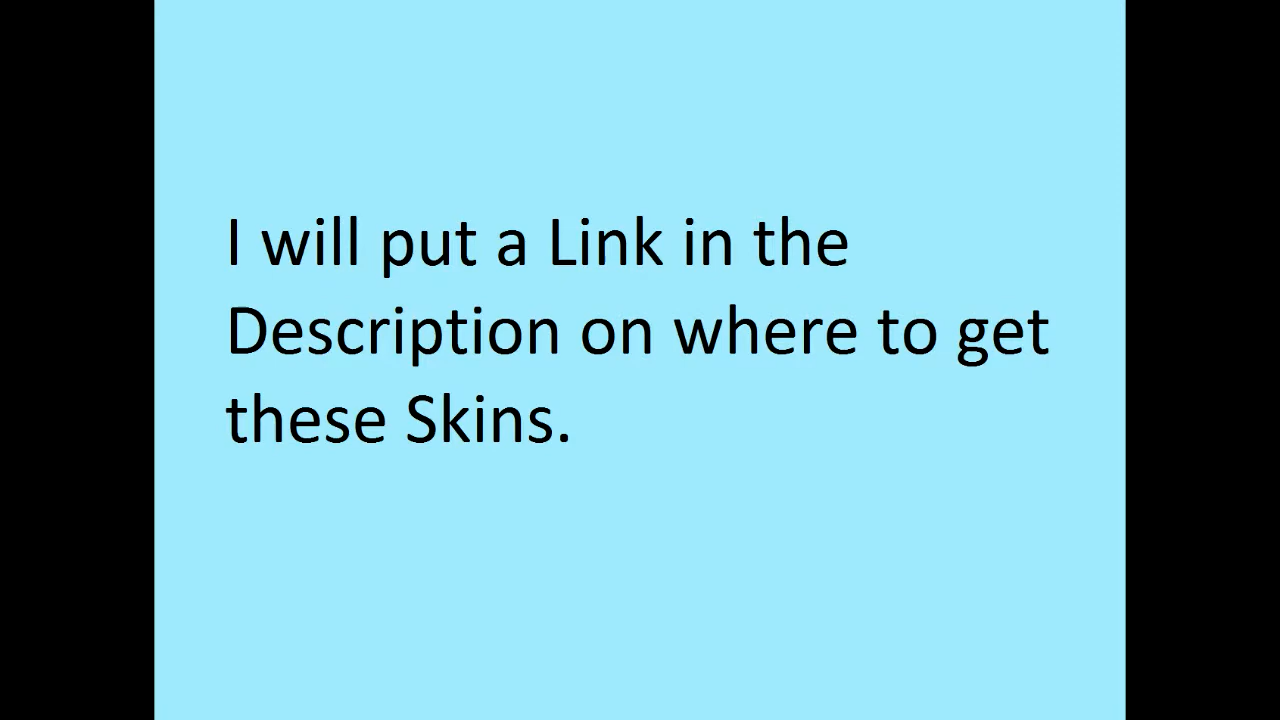 I will put a Link in the
Description on where to get
these Skins.